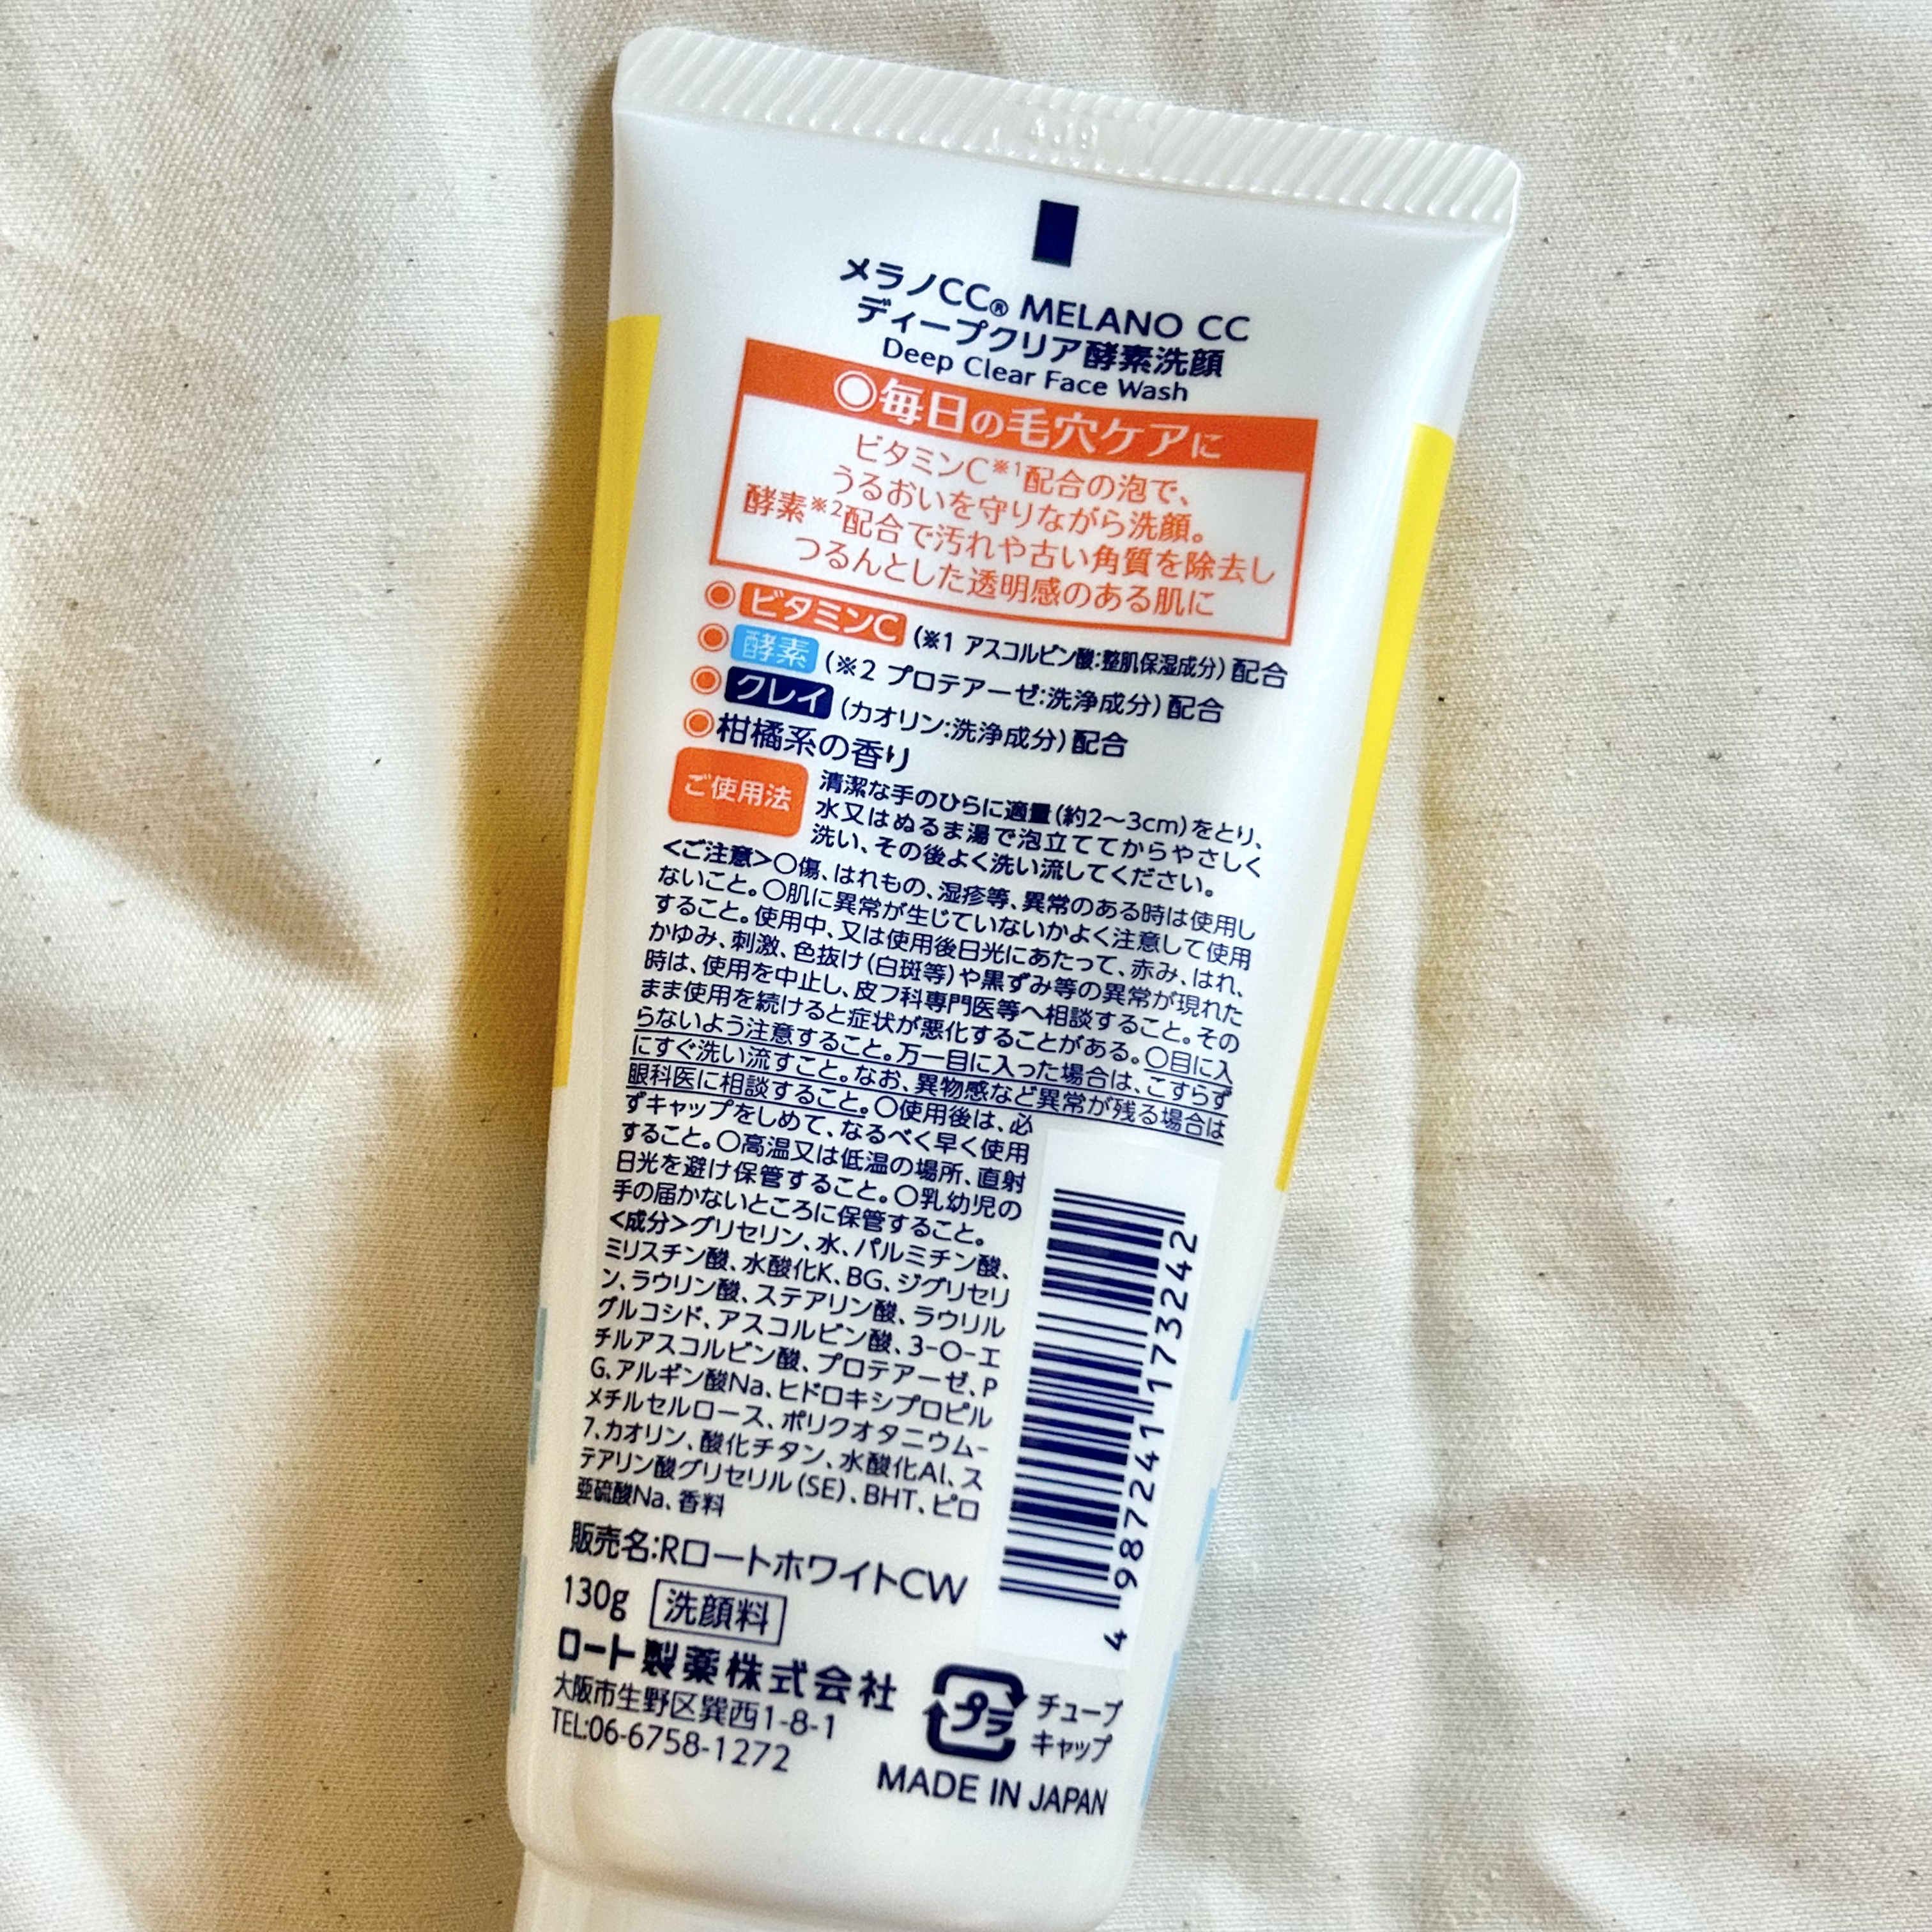 メラノCC® MELANO CC
ディープクリア酵素洗顔
Deep Clear Face Wash
◎毎日の毛穴ケアに
ビタミンC※1配合の泡で、
うるおいを守りながら洗顔。
酵素※2配合で汚れや古い角質を除去し
つるんとした透明感のある肌に
ビタミンC(※1 アスコルビン酸:整肌保湿成分)配合
酵素(※2 プロテアーゼ:洗浄成分)配合
クレイ(カオリン:洗浄成分)配合
柑橘系の香り
ご使用法
清潔な手のひらに適量(約2〜3cm)をとり、
水又はぬるま湯で泡立ててからやさしく
洗い、その後よく洗い流してください。
<ご注意>○傷、はれもの、湿疹等、異常のある時は使用し
ないこと。○肌に異常が生じていないかよく注意して使用
すること。使用中、又は使用後日光にあたって、赤み、はれ、
かゆみ、刺激、色抜け(白斑等)や黒ずみ等の異常が現れた
時は、使用を中止し、皮フ科専門医等へ相談すること。その
まま使用を続けると症状が悪化することがある。○目に入
らないよう注意すること。万一目に入った場合は、こすらず
にすぐ洗い流すこと。なお、異物感など異常が残る場合は
眼科医に相談すること。○使用後は、必
ずキャップをしめて、なるべく早く使用
すること。○高温又は低温の場所、直射
日光を避け保管すること。○乳幼児の
手の届かないところに保管すること。
<成分>グリセリン、水、パルミチン酸、
ミリスチン酸、水酸化K、BG、ジグリセリ
ン、ラウリン酸、ステアリン酸、ラウリル
グルコシド、アスコルビン酸、3-O-エ
チルアスコルビン酸、プロテアーゼ、P
G、アルギン酸Na、ヒドロキシプロピル
メチルセルロース、ポリクオタニウム-
7、カオリン、酸化チタン、水酸化Al、ス
テアリン酸グリセリル(SE)、BHT、ピロ
亜硫酸Na、香料
4 987241 173242
販売名:RロートホワイトCW
130g 洗顔料
ロート製薬株式会社
大阪市生野区巽西1-8-1
TEL:06-6758-1272
プラ
チューブ
キャップ
MADE IN JAPAN